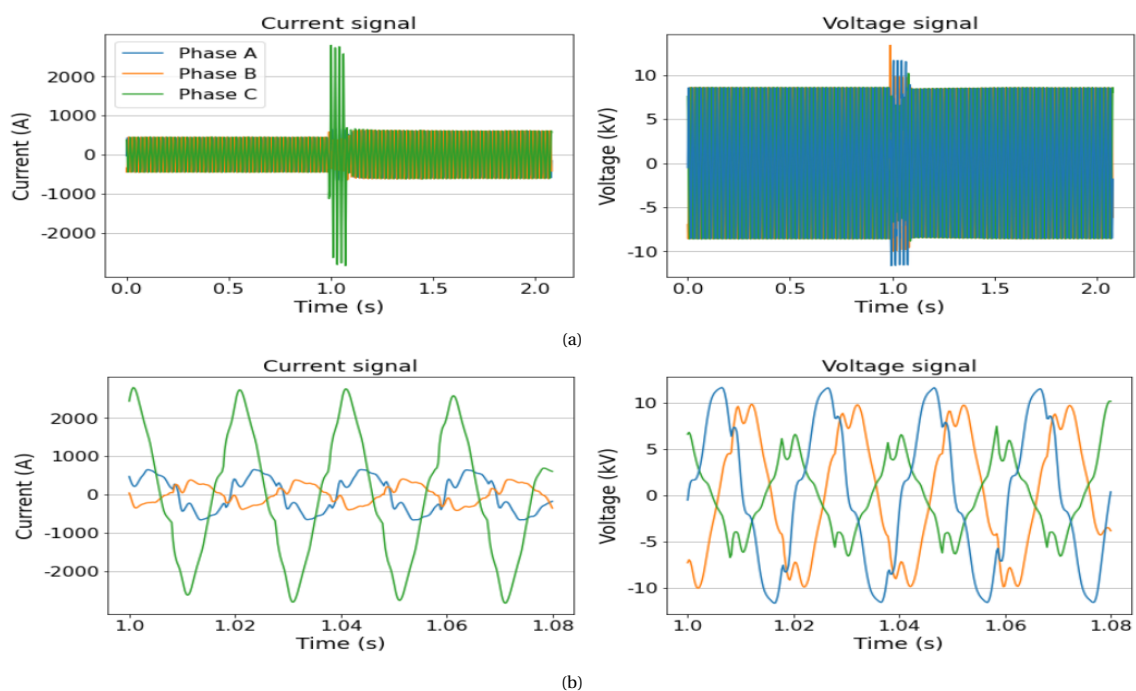 Current signal
Voltage signal
Phase A
Phase B
Phase C
Current (A)
2000
1000
0
-1000
-2000
Voltage (kV)
10
5
0
-5
-10
0.0 0.5 1.0 1.5 2.0
0.0 0.5 1.0 1.5 2.0
Time (s)
Time (s)
(a)
Current signal
Voltage signal
Current (A)
2000
1000
0
-1000
-2000
Voltage (kV)
10
5
0
-5
-10
1.0 1.02 1.04 1.06 1.08
1.0 1.02 1.04 1.06 1.08
Time (s)
Time (s)
(b)